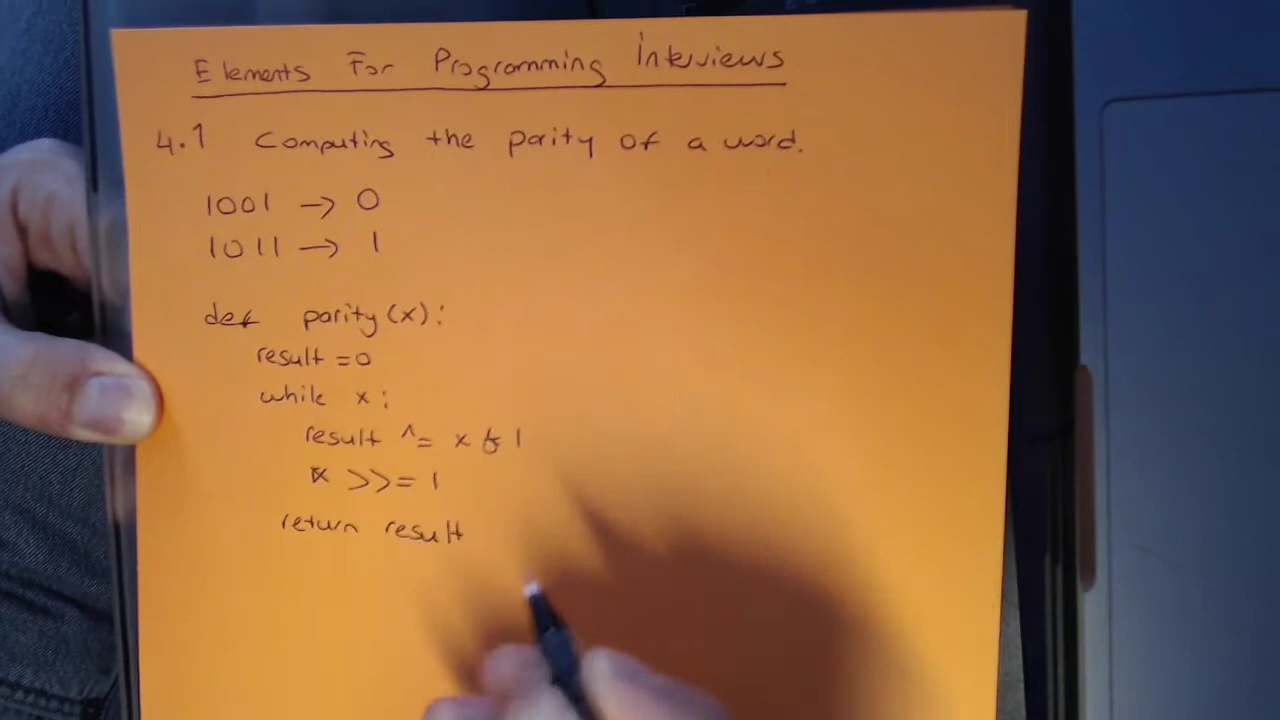 Elements For Programming Interviews
4.1 Computing the parity of a word.
1001 → 0
1011 → 1
def parity(x):
result = 0
while x:
result ^= x & 1
x >>= 1
return result